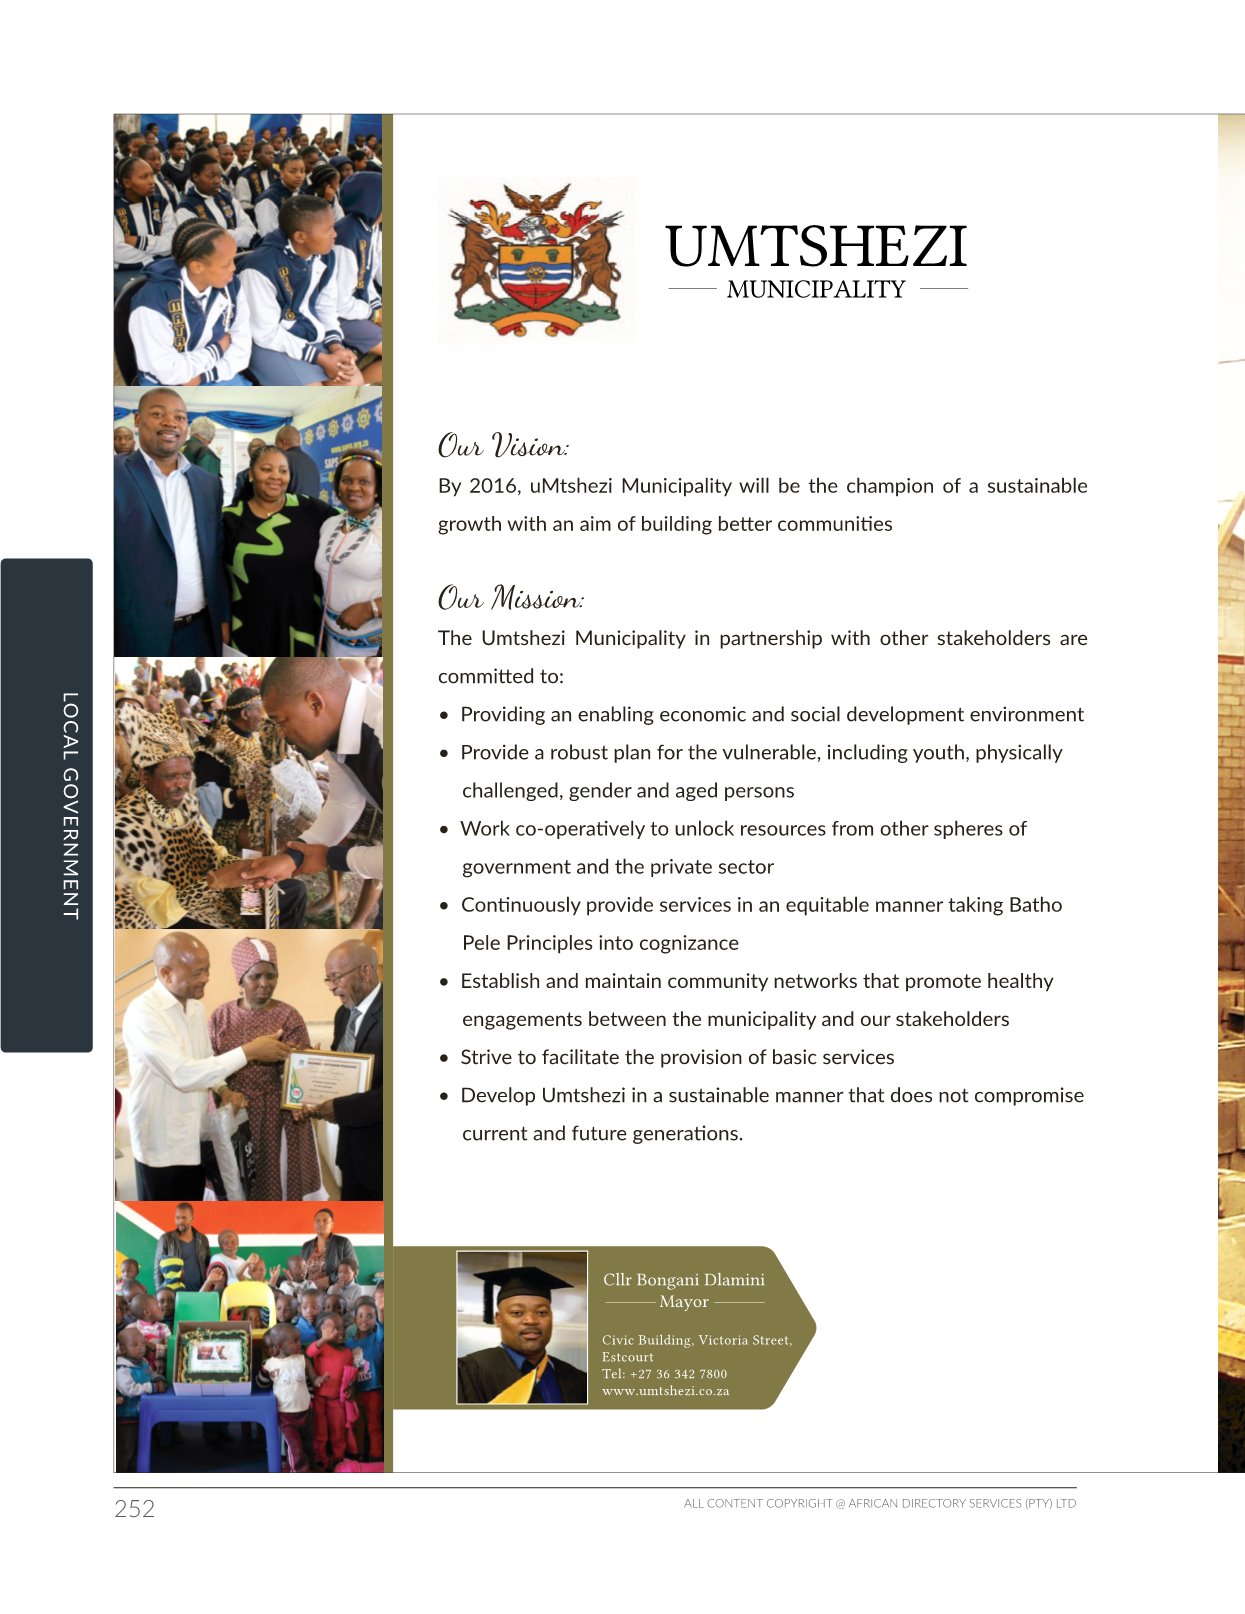 UMTSHEZI
MUNICIPALITY
Our Vision:
By 2016, uMtshezi Municipality will be the champion of a sustainable
growth with an aim of building better communities
Our Mission:
The Umtshezi Municipality in partnership with other stakeholders are
committed to:
• Providing an enabling economic and social development environment
• Provide a robust plan for the vulnerable, including youth, physically
challenged, gender and aged persons
• Work co-operatively to unlock resources from other spheres of
government and the private sector
• Continuously provide services in an equitable manner taking Batho
Pele Principles into cognizance
• Establish and maintain community networks that promote healthy
engagements between the municipality and our stakeholders
• Strive to facilitate the provision of basic services
• Develop Umtshezi in a sustainable manner that does not compromise
current and future generations.
LOCAL GOVERNMENT
Cllr Bongani Dlamini
Mayor
Civic Building, Victoria Street,
Estcourt
Tel: +27 36 342 7800
www.umtshezi.co.za
252
ALL CONTENT COPYRIGHT @ AFRICAN DIRECTORY SERVICES (PTY) LTD